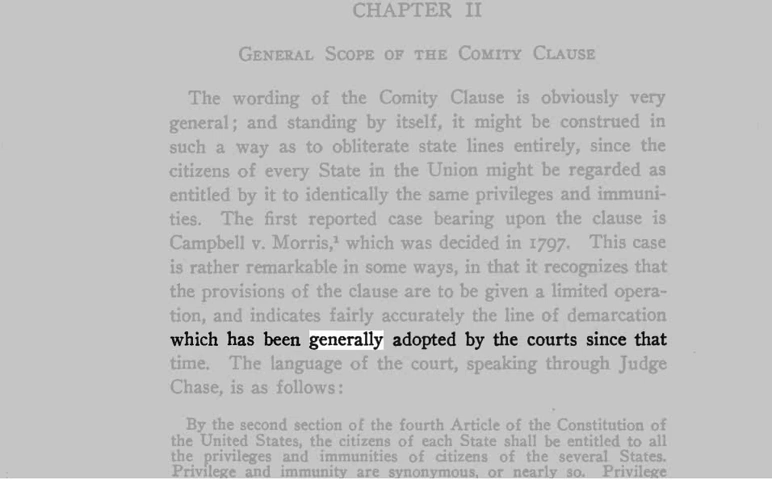 CHAPTER II
GENERAL SCOPE OF THE COMITY CLAUSE
The wording of the Comity Clause is obviously very
general; and standing by itself, it might be construed in
such a way as to obliterate state lines entirely, since the
citizens of every State in the Union might be regarded as
entitled by it to identically the same privileges and immuni-
ties. The first reported case bearing upon the clause is
Campbell v. Morris,¹ which was decided in 1797. This case
is rather remarkable in some ways, in that it recognizes that
the provisions of the clause are to be given a limited opera-
tion, and indicates fairly accurately the line of demarcation
which has been generally adopted by the courts since that
time. The language of the court, speaking through Judge
Chase, is as follows:
By the second section of the fourth Article of the Constitution of
the United States, the citizens of each State shall be entitled to all
the privileges and immunities of citizens of the several States.
Privilege and immunity are synonymous, or nearly so. Privilege